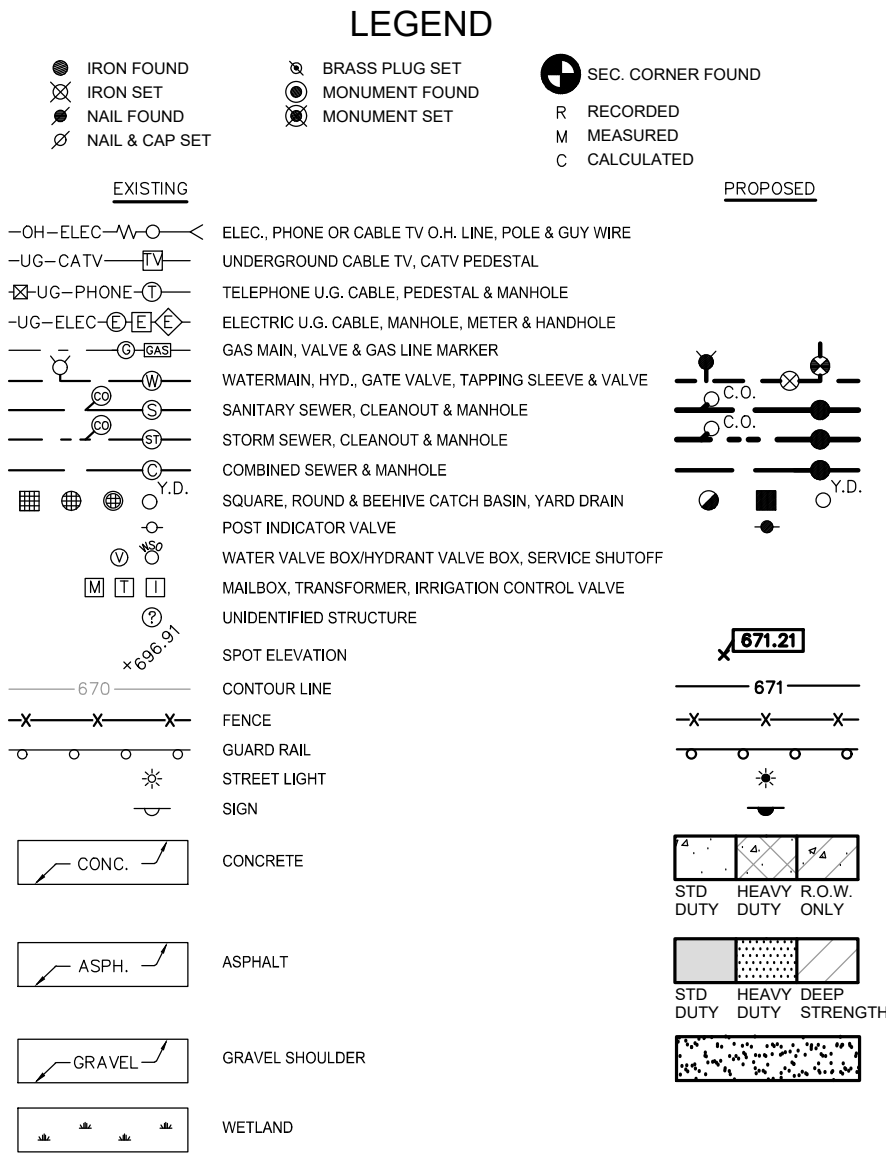 LEGEND
IRON FOUND
IRON SET
NAIL FOUND
NAIL & CAP SET
BRASS PLUG SET
MONUMENT FOUND
MONUMENT SET
SEC. CORNER FOUND
R RECORDED
M MEASURED
C CALCULATED
EXISTING PROPOSED
OH-ELEC ELEC., PHONE OR CABLE TV O.H. LINE, POLE & GUY WIRE
UG-CATV TV UNDERGROUND CABLE TV, CATV PEDESTAL
UG-PHONE T TELEPHONE U.G. CABLE, PEDESTAL & MANHOLE
UG-ELEC E E E ELECTRIC U.G. CABLE, MANHOLE, METER & HANDHOLE
G GAS GAS MAIN, VALVE & GAS LINE MARKER
W WATERMAIN, HYD., GATE VALVE, TAPPING SLEEVE & VALVE
CO S SANITARY SEWER, CLEANOUT & MANHOLE C.O.
CO ST STORM SEWER, CLEANOUT & MANHOLE C.O.
C COMBINED SEWER & MANHOLE
Y.D. SQUARE, ROUND & BEEHIVE CATCH BASIN, YARD DRAIN Y.D.
POST INDICATOR VALVE
V WSO WATER VALVE BOX/HYDRANT VALVE BOX, SERVICE SHUTOFF
M T I MAILBOX, TRANSFORMER, IRRIGATION CONTROL VALVE
? UNIDENTIFIED STRUCTURE
+696.91 SPOT ELEVATION 671.21
670 CONTOUR LINE 671
FENCE
GUARD RAIL
STREET LIGHT
SIGN
CONC. CONCRETE
STD HEAVY R.O.W.
DUTY DUTY ONLY
ASPH. ASPHALT
STD HEAVY DEEP
DUTY DUTY STRENGTH
GRAVEL GRAVEL SHOULDER
WETLAND